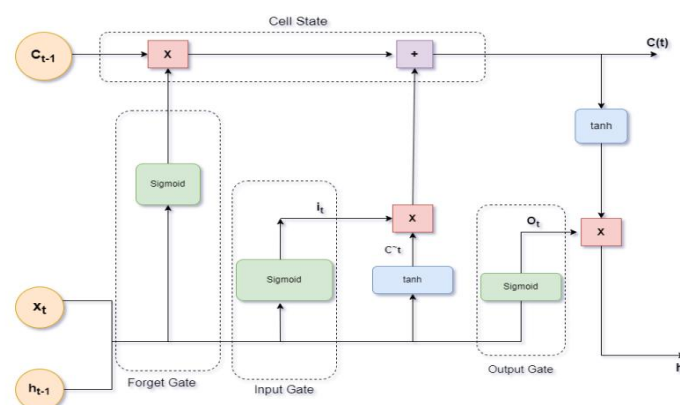 Cell State
C(t)
Ct-1
X
+
tanh
Sigmoid
it
Ot
X
X
C~t
Sigmoid
tanh
Sigmoid
xt
ht-1
Forget Gate
Input Gate
Output Gate
h